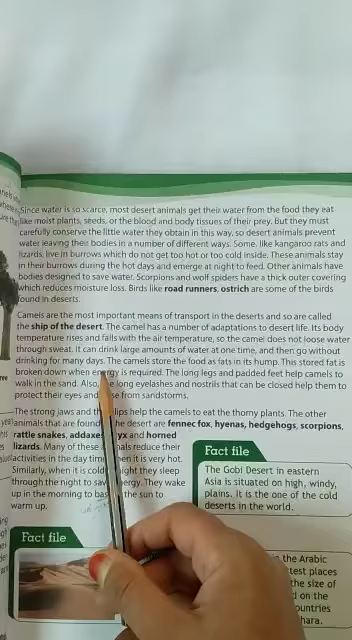 Since water is so scarce, most desert animals get their water from the food they eat
like moist plants, seeds, or the blood and body tissues of their prey. But they must
carefully conserve the little water they obtain in this way, so desert animals prevent
water leaving their bodies in a number of different ways. Some, like kangaroo rats and
lizards, live in burrows which do not get too hot or too cold inside. These animals stay
in their burrows during the hot days and emerge at night to feed. Other animals have
bodies designed to save water. Scorpions and wolf spiders have a thick outer covering
which reduces moisture loss. Birds like road runners, ostrich are some of the birds
found in deserts.
Camels are the most important means of transport in the deserts and so are called
the ship of the desert. The camel has a number of adaptations to desert life. Its body
temperature rises and falls with the air temperature, so the camel does not loose water
through sweat. It can drink large amounts of water at one time, and then go without
drinking for many days. The camels store the food as fats in its hump. This stored fat is
broken down when energy is required. The long legs and padded feet help camels to
walk in the sand. Also, long eyelashes and nostrils that can be closed help them to
protect their eyes and from sandstorms.
The strong jaws and lips help the camels to eat the thorny plants. The other
animals that are found desert are fennec fox, hyenas, hedgehogs, scorpions,
rattle snakes, and horned
lizards. Many of these reduce their
activities in the day time it is very hot.
Similarly, when it is cold night they sleep
through the night to save They wake
up in the morning to the sun to
warm up.
Fact file
The Gobi Desert in eastern
Asia is situated on high, windy,
plains. It is one of the cold
deserts in the world.
Fact file
the Arabic
places
the size of
on the